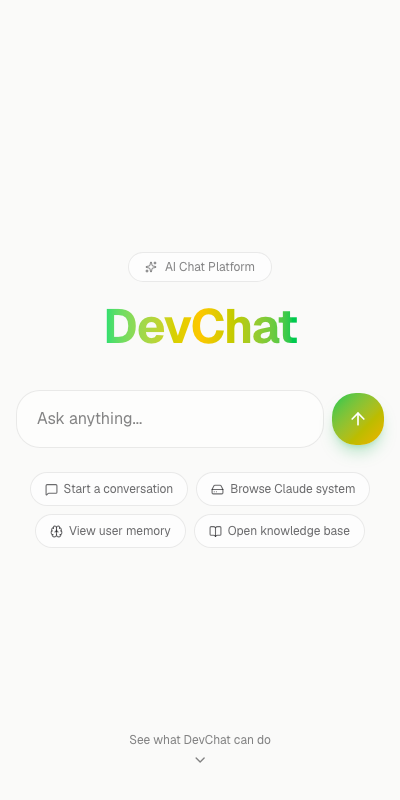 AI Chat Platform
DevChat
Ask anything...
Start a conversation
Browse Claude system
View user memory
Open knowledge base
See what DevChat can do